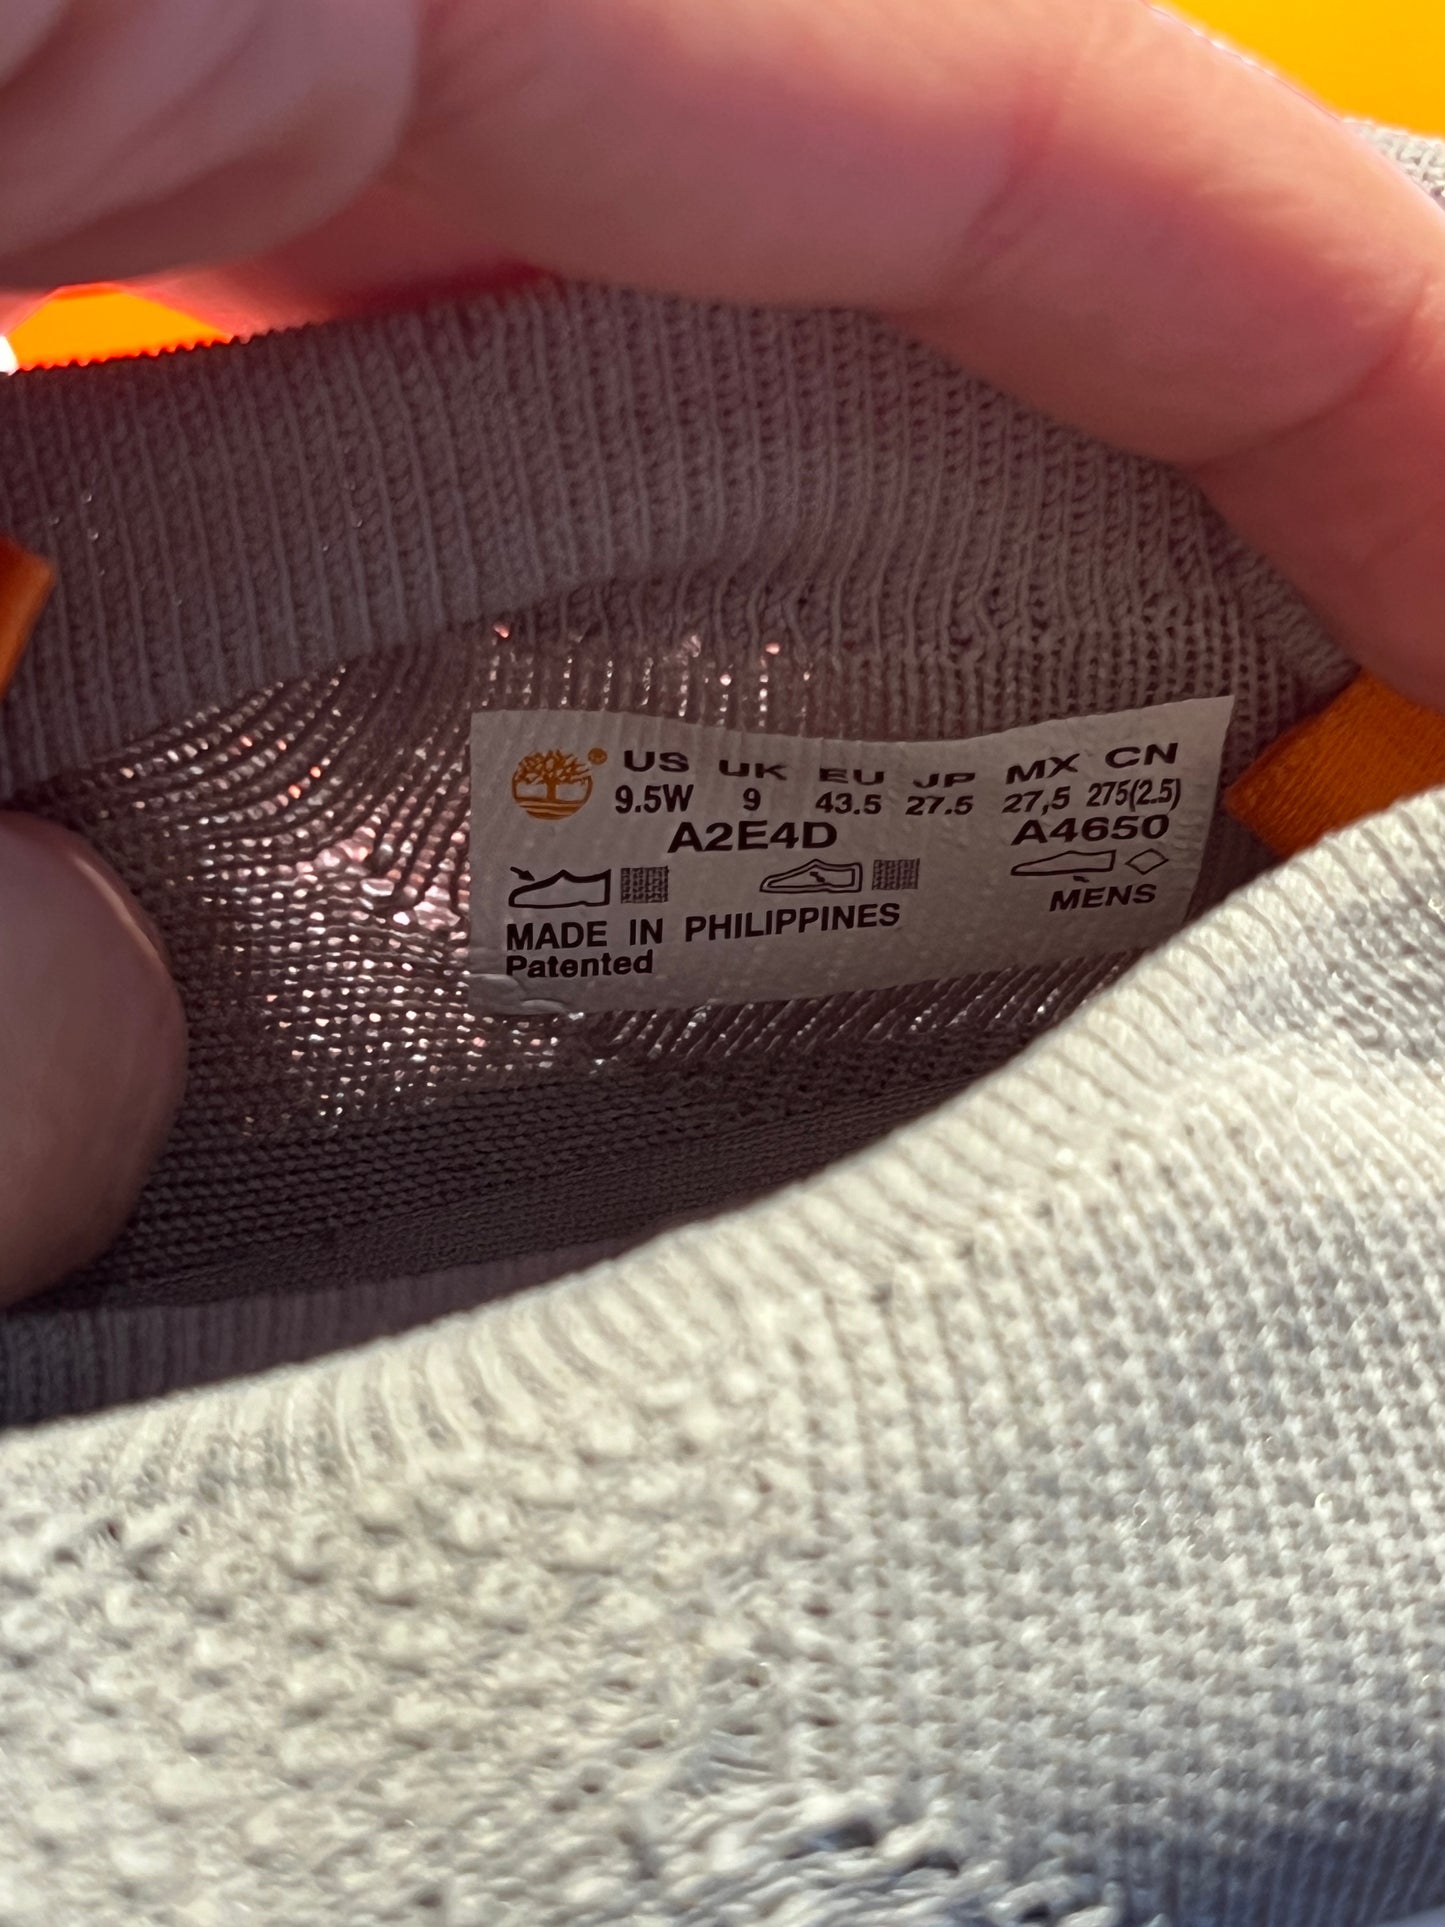 ® US UK EU JP MX CN
9.5W 9 43.5 27.5 27,5 275(2.5)
A2E4D A4650
MADE IN PHILIPPINES MENS
Patented